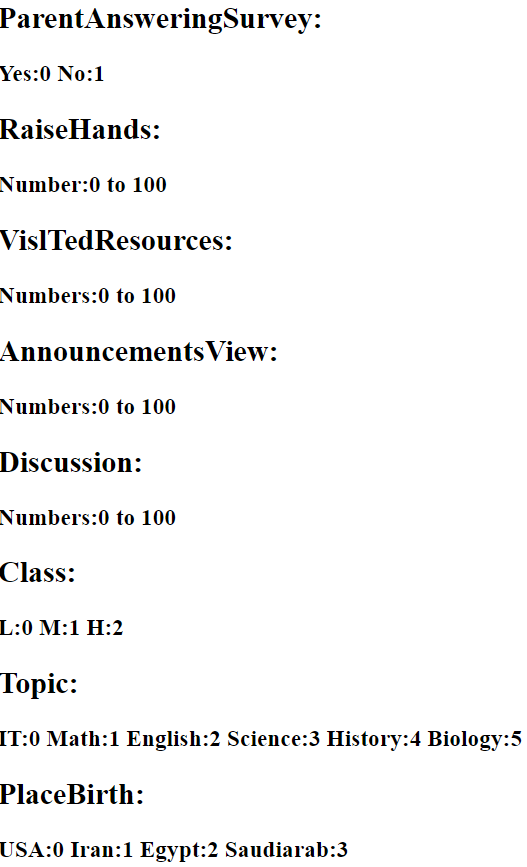 ParentAnsweringSurvey:
Yes:0 No:1
RaiseHands:
Number:0 to 100
VislTedResources:
Numbers:0 to 100
AnnouncementsView:
Numbers:0 to 100
Discussion:
Numbers:0 to 100
Class:
L:0 M:1 H:2
Topic:
IT:0 Math:1 English:2 Science:3 History:4 Biology:5
PlaceBirth:
USA:0 Iran:1 Egypt:2 Saudiarab:3